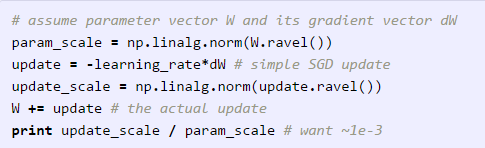 # assume parameter vector W and its gradient vector dW
param_scale = np.linalg.norm(W.ravel())
update = -learning_rate*dW # simple SGD update
update_scale = np.linalg.norm(update.ravel())
W += update # the actual update
print update_scale / param_scale # want ~1e-3